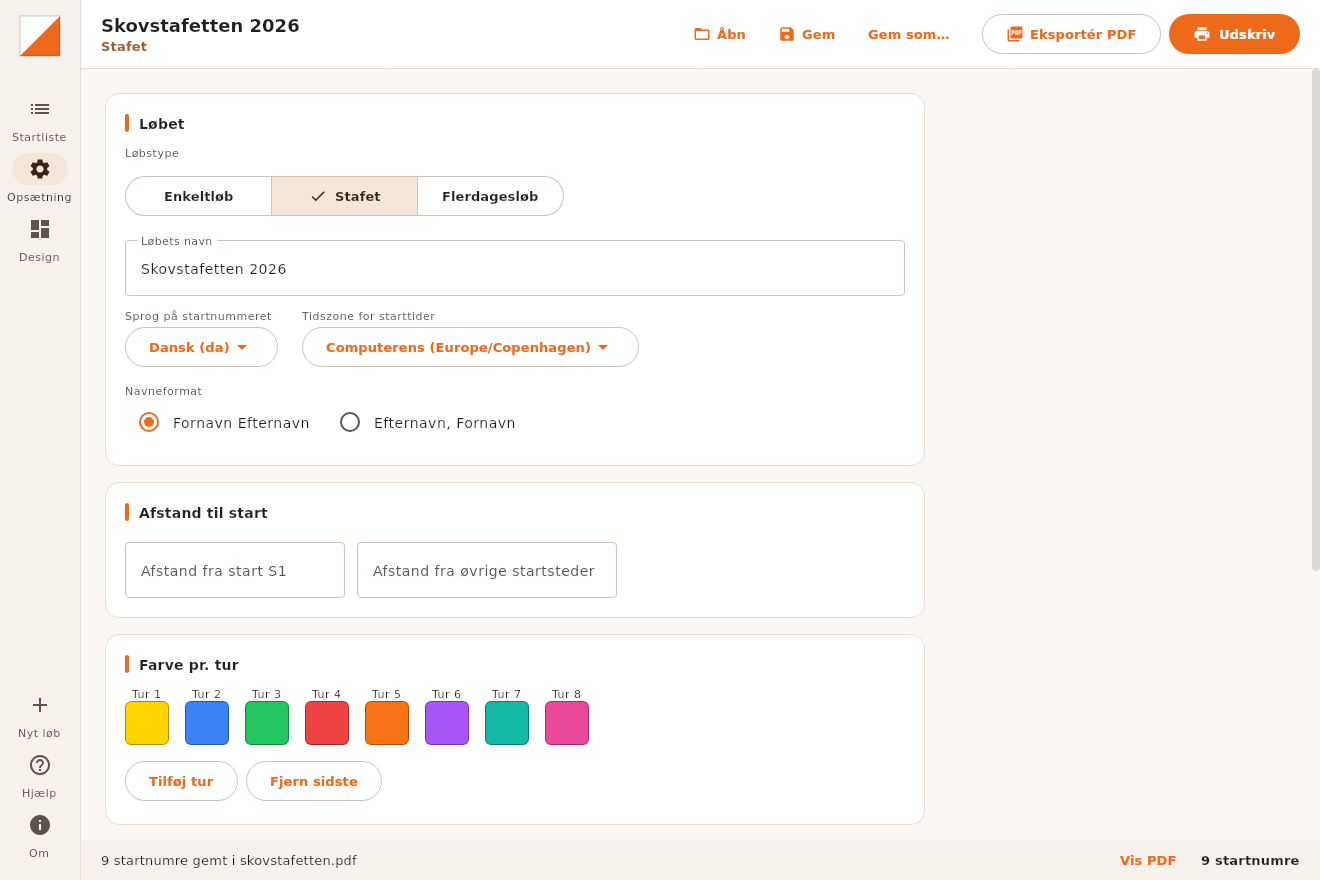 Skovstafetten 2026
Stafet
Åbn
Gem
Gem som…
Eksportér PDF
Udskriv
Startliste
Opsætning
Design
Nyt løb
Hjælp
Om
Løbet
Løbstype
Enkeltløb
Stafet
Flerdagesløb
Løbets navn
Skovstafetten 2026
Sprog på startnummeret
Tidszone for starttider
Dansk (da)
Computerens (Europe/Copenhagen)
Navneformat
Fornavn Efternavn
Efternavn, Fornavn
Afstand til start
Afstand fra start S1
Afstand fra øvrige startsteder
Farve pr. tur
Tur 1
Tur 2
Tur 3
Tur 4
Tur 5
Tur 6
Tur 7
Tur 8
Tilføj tur
Fjern sidste
9 startnumre gemt i skovstafetten.pdf
Vis PDF
9 startnumre